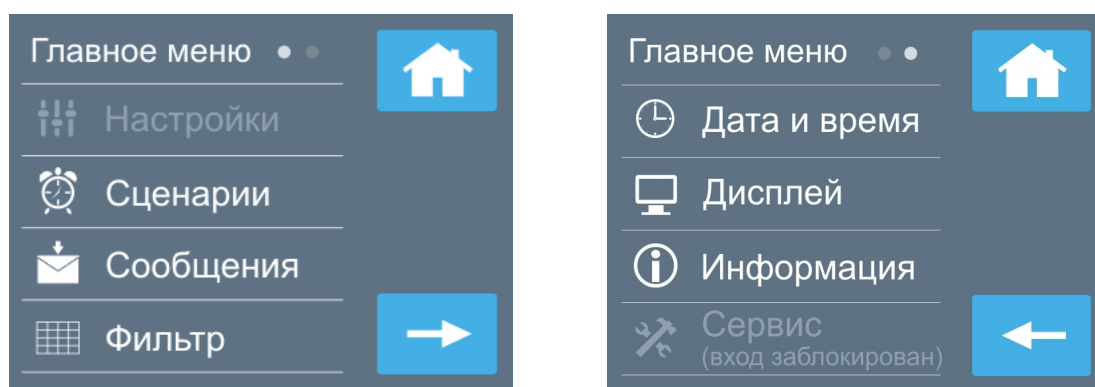 Главное меню
Настройки
Сценарии
Сообщения
Фильтр
Главное меню
Дата и время
Дисплей
Информация
Сервис
(вход заблокирован)